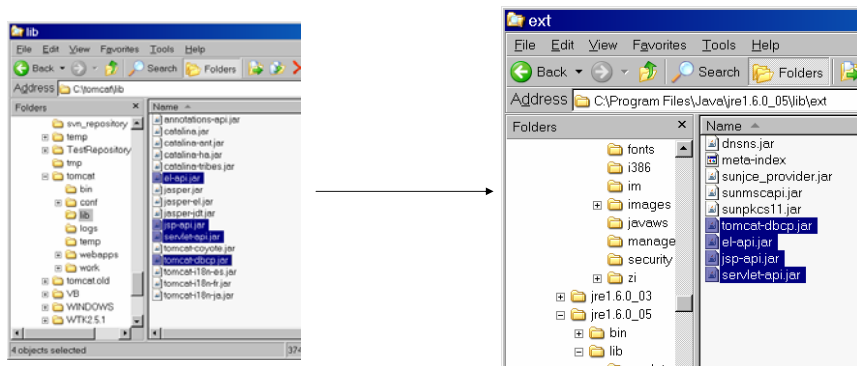 lib
File Edit View Favorites Tools Help
Back Search Folders
Address C:\tomcat\lib
Folders × Name
svn_repository
temp
TestRepository
tmp
tomcat
bin
conf
lib
logs
temp
webapps
work
tomcat.old
VB
WINDOWS
WTK2.5.1
annotations-api.jar
catalina.jar
catalina-ant.jar
catalina-ha.jar
catalina-tribes.jar
el-api.jar
jasper.jar
jasper-el.jar
jasper-jdt.jar
jsp-api.jar
servlet-api.jar
tomcat-coyote.jar
tomcat-dbcp.jar
tomcat-i18n-es.jar
tomcat-i18n-fr.jar
tomcat-i18n-ja.jar
4 objects selected 374
ext
File Edit View Favorites Tools Help
Back Search Folders
Address C:\Program Files\Java\jre1.6.0_05\lib\ext
Folders × Name
fonts
i386
im
images
javaws
manage
security
zi
jre1.6.0_03
jre1.6.0_05
bin
lib
dnsns.jar
meta-index
sunjce_provider.jar
sunmscapi.jar
sunpkcs11.jar
tomcat-dbcp.jar
el-api.jar
jsp-api.jar
servlet-api.jar